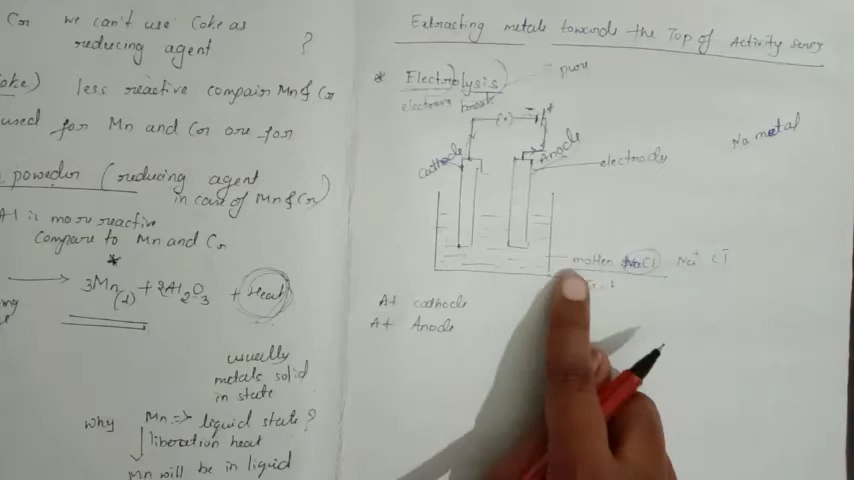 Cr we can't use Coke as
reducing agent ?
oke) less reactive compair Mn & Cr
used for Mn and Cr are for
powder (reducing agent
in case of Mn & Cr)
Al is more reactive
compare to Mn and Cr
*
→ 3Mn(l) + 2Al2O3 + Heat
usually
metals solid
in state
why Mn => liquid state?
liberation heat
Mn will be in liquid
Extracting metals towards the Top of Activity
* Electrolysis pure
electrons break
- +
Cathode Anode electrode
Na metal
molten NaCl Na+ Cl-
At cathode
At Anode